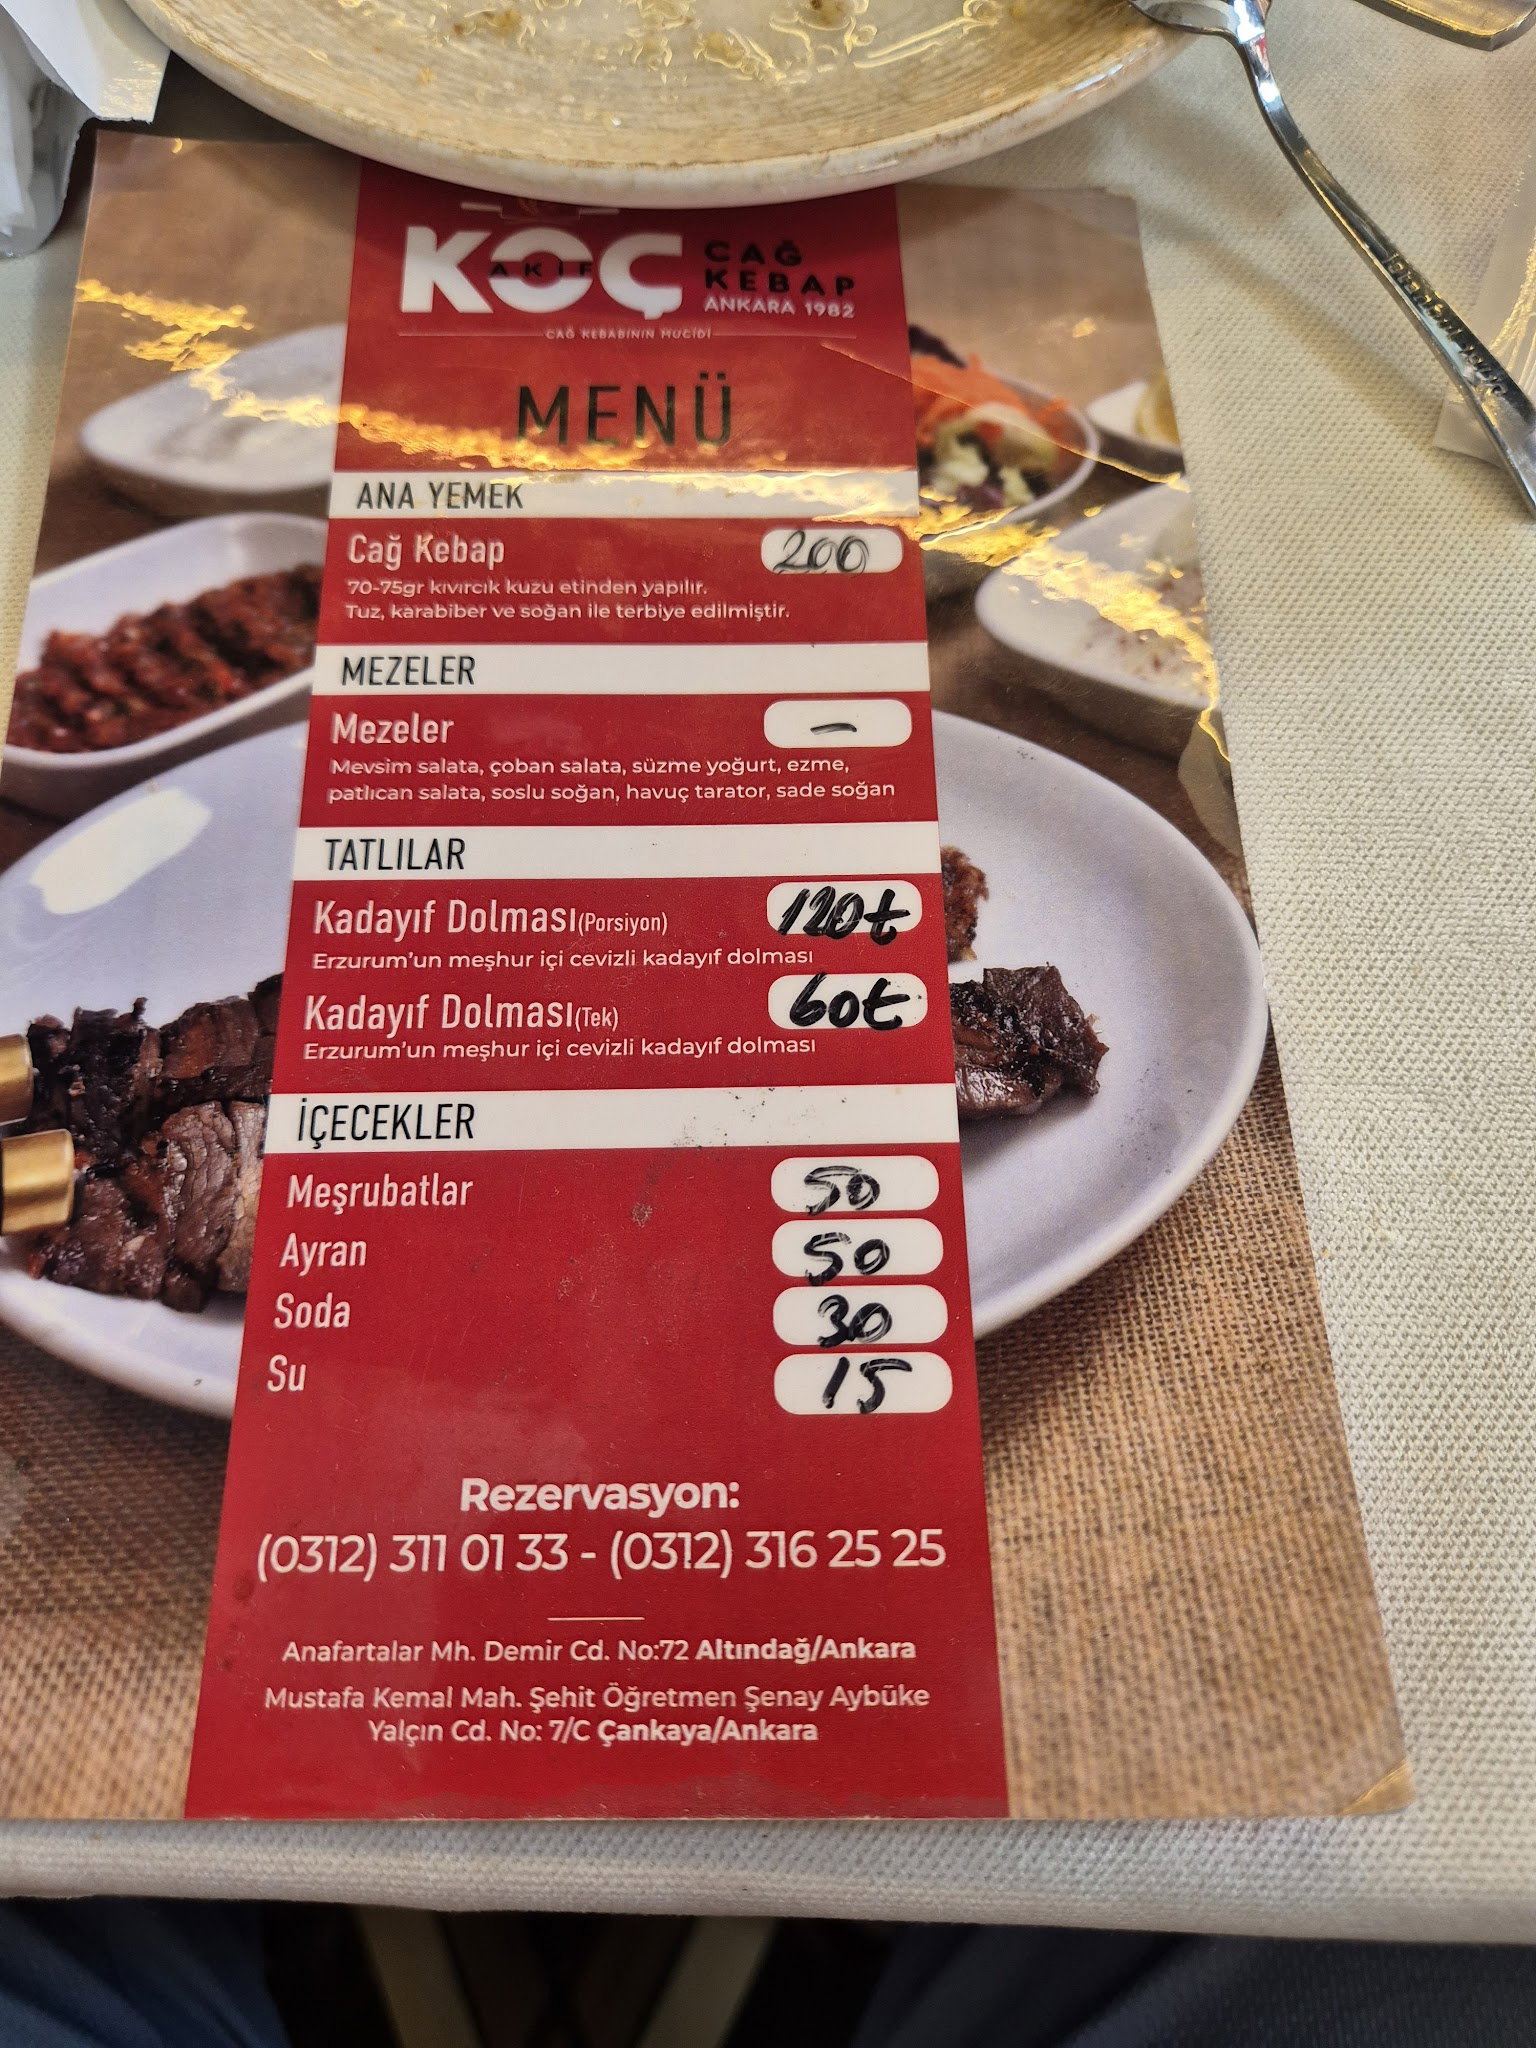 KOÇ
AKİF
CAĞ
KEBAP
ANKARA 1982
CAĞ KEBABININ MUCİDİ
MENÜ
ANA YEMEK
Cağ Kebap 200
70-75gr kıvırcık kuzu etinden yapılır.
Tuz, karabiber ve soğan ile terbiye edilmiştir.
MEZELER
Mezeler —
Mevsim salata, çoban salata, süzme yoğurt, ezme,
patlıcan salata, soslu soğan, havuç tarator, sade soğan
TATLILAR
Kadayıf Dolması(Porsiyon) 120₺
Erzurum'un meşhur içi cevizli kadayıf dolması
Kadayıf Dolması(Tek) 60₺
Erzurum'un meşhur içi cevizli kadayıf dolması
İÇECEKLER
Meşrubatlar 50
Ayran 50
Soda 30
Su 15
Rezervasyon:
(0312) 311 01 33 - (0312) 316 25 25
Anafartalar Mh. Demir Cd. No:72 Altındağ/Ankara
Mustafa Kemal Mah. Şehit Öğretmen Şenay Aybüke
Yalçın Cd. No: 7/C Çankaya/Ankara